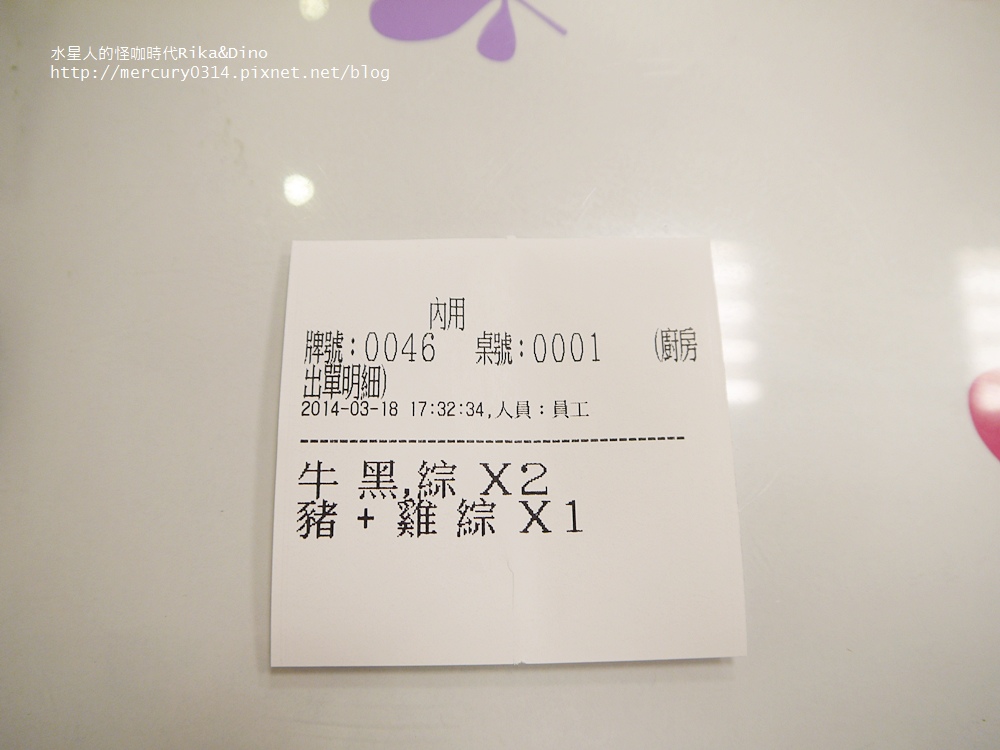 水星人的怪咖時代Rika&Dino
http://mercury0314.pixnet.net/blog
內用
牌號：0046 桌號：0001 (廚房
出單明細)
2014-03-18 17:32:34,人員：員工
----------------------------------------
牛 黑,綜 X2
豬 + 雞 綜 X1